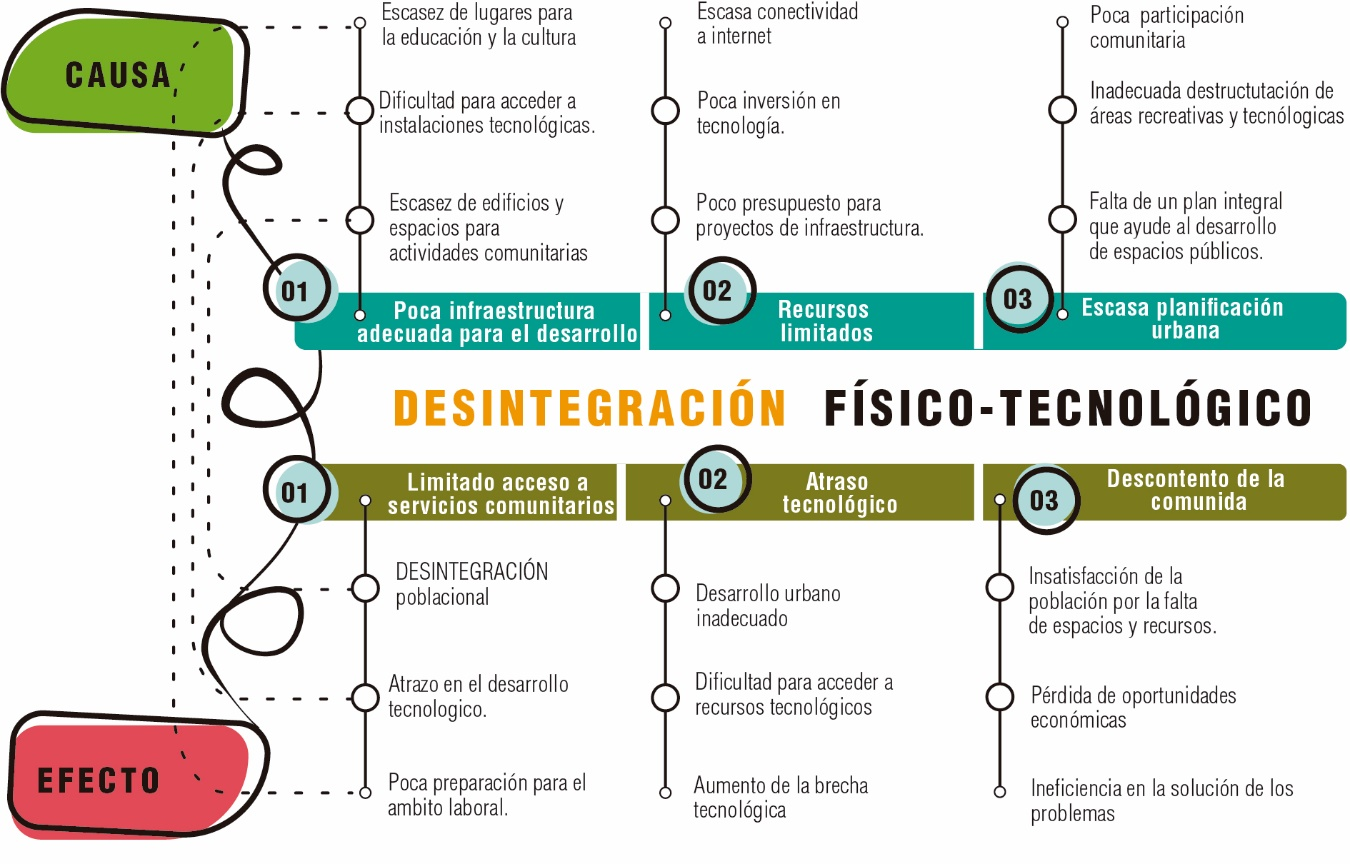 CAUSA
Escasez de lugares para
la educación y la cultura
Dificultad para acceder a
instalaciones tecnológicas.
Escasez de edificios y
espacios para
actividades comunitarias
Escasa conectividad
a internet
Poca inversión en
tecnología.
Poco presupuesto para
proyectos de infraestructura.
Poca participación
comunitaria
Inadecuada destructutación de
áreas recreativas y tecnólogicas
Falta de un plan integral
que ayude al desarrollo
de espacios públicos.
01
Poca infraestructura
adecuada para el desarrollo
02
Recursos
limitados
03
Escasa planificación
urbana
DESINTEGRACIÓN FÍSICO-TECNOLÓGICO
01
Limitado acceso a
servicios comunitarios
02
Atraso
tecnológico
03
Descontento de la
comunida
DESINTEGRACIÓN
poblacional
Atrazo en el desarrollo
tecnologico.
Poca preparación para el
ambito laboral.
Desarrollo urbano
inadecuado
Dificultad para acceder a
recursos tecnológicos
Aumento de la brecha
tecnológica
Insatisfacción de la
población por la falta
de espacios y recursos.
Pérdida de oportunidades
económicas
Ineficiencia en la solución de los
problemas
EFECTO